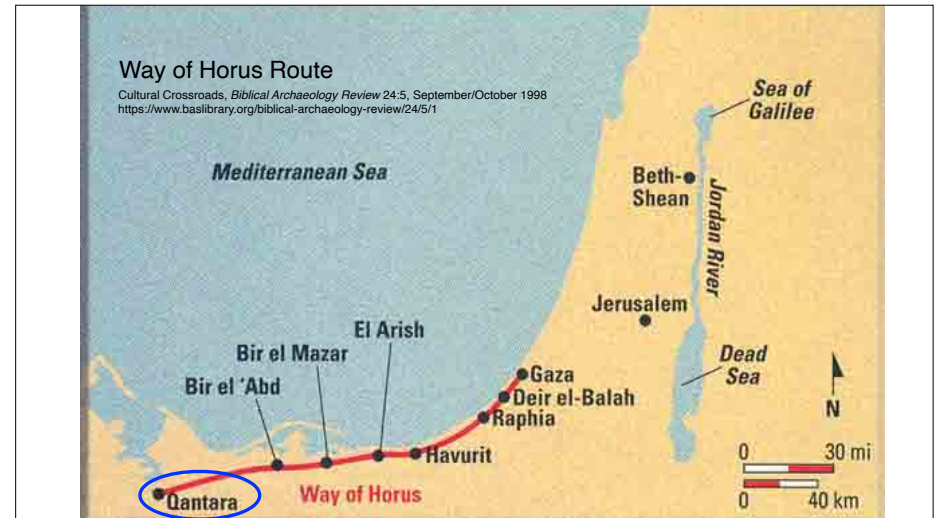 Way of Horus Route
Cultural Crossroads, Biblical Archaeology Review 24:5, September/October 1998
https://www.baslibrary.org/biblical-archaeology-review/24/5/1
Sea of
Galilee
Mediterranean Sea
Beth-
Shean
Jordan River
Jerusalem
El Arish
Bir el Mazar
Bir el 'Abd
Dead
Sea
Gaza
Deir el-Balah
Raphia
N
Havurit
0 30 mi
0 40 km
Qantara
Way of Horus